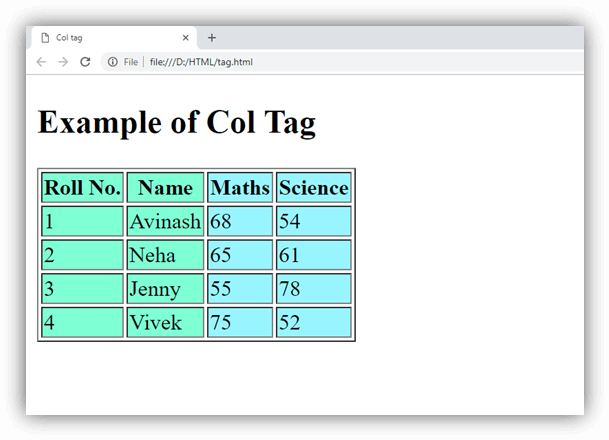 Col tag
File file:///D:/HTML/tag.html
Example of Col Tag
Roll No. Name Maths Science
1 Avinash 68 54
2 Neha 65 61
3 Jenny 55 78
4 Vivek 75 52